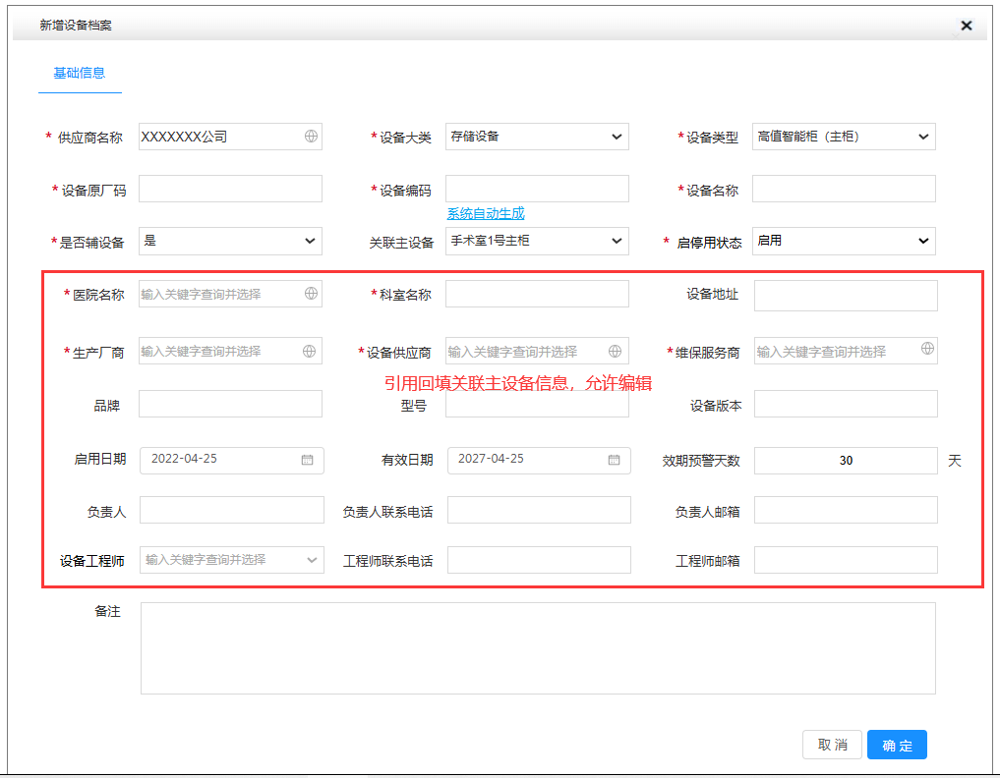 新增设备档案
基础信息
* 供应商名称 XXXXXXX公司 *设备大类 存储设备 *设备类型 高值智能柜（主柜）
*设备原厂码 *设备编码 *设备名称
系统自动生成
*是否辅设备 是 关联主设备 手术室1号主柜 * 启停用状态 启用
*医院名称 输入关键字查询并选择 *科室名称 设备地址
*生产厂商 输入关键字查询并选择 *设备供应商 输入关键字查询并选择 *维保服务商 输入关键字查询并选择
引用回填关联主设备信息，允许编辑
品牌 型号 设备版本
启用日期 2022-04-25 有效日期 2027-04-25 效期预警天数 30 天
负责人 负责人联系电话 负责人邮箱
设备工程师 输入关键字查询并选择 工程师联系电话 工程师邮箱
备注
取消 确定